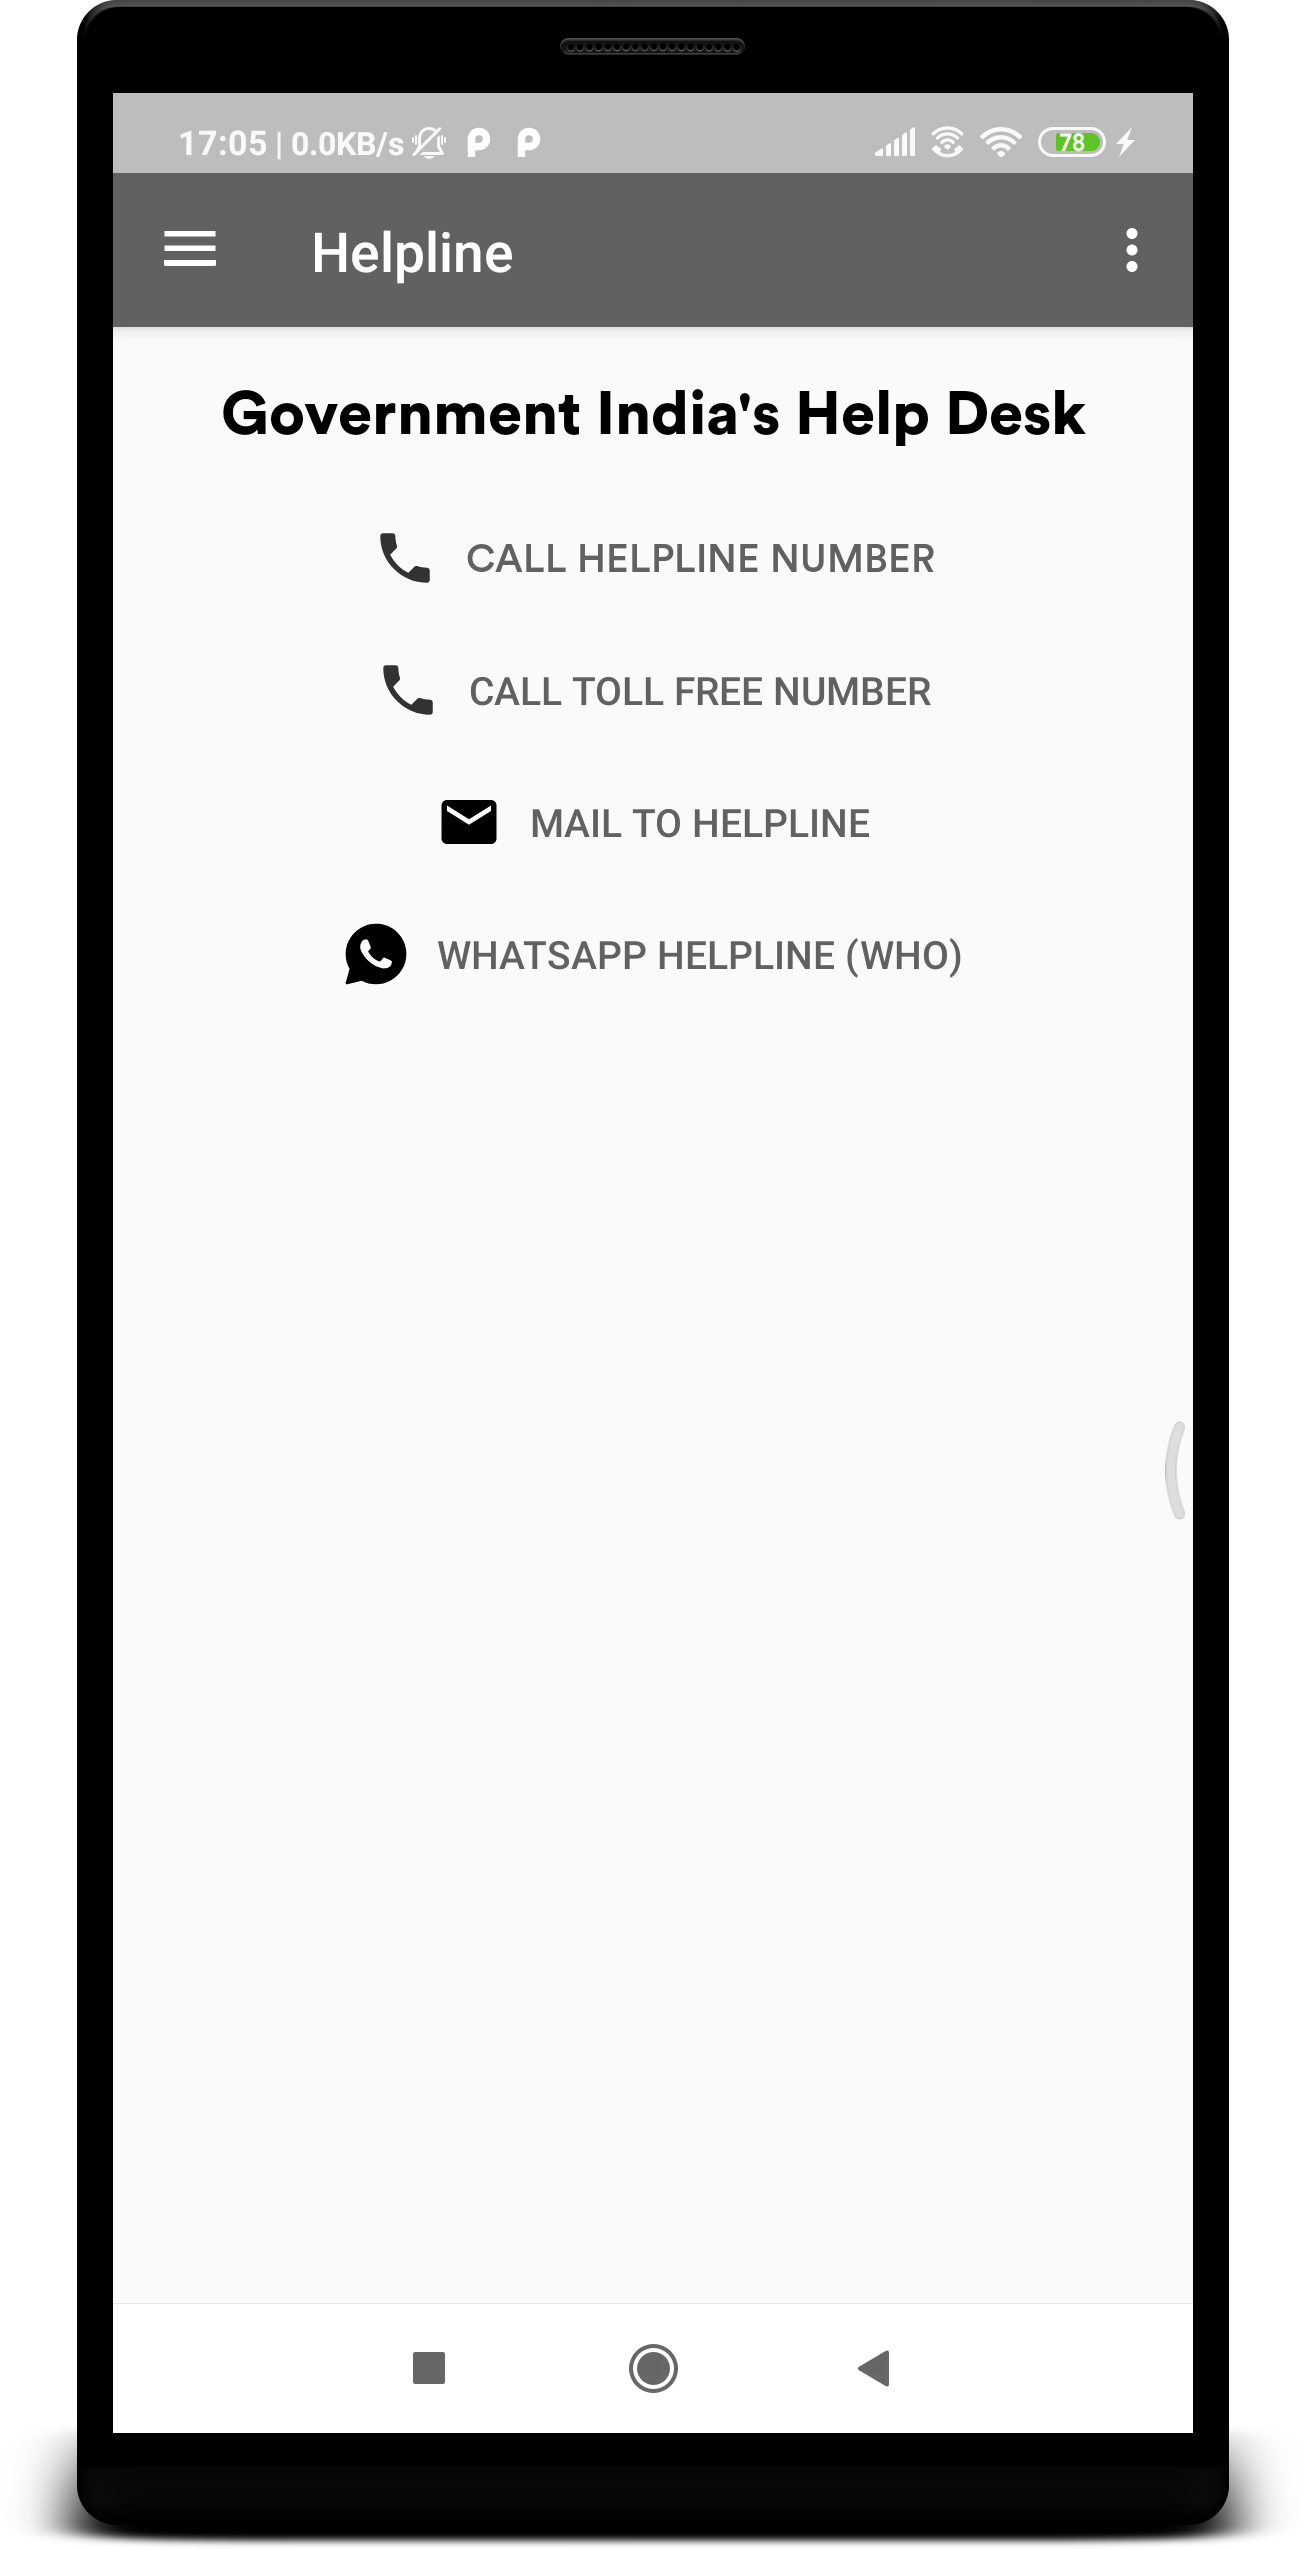 17:05 | 0.0KB/s
78
Helpline
Government India's Help Desk
CALL HELPLINE NUMBER
CALL TOLL FREE NUMBER
MAIL TO HELPLINE
WHATSAPP HELPLINE (WHO)